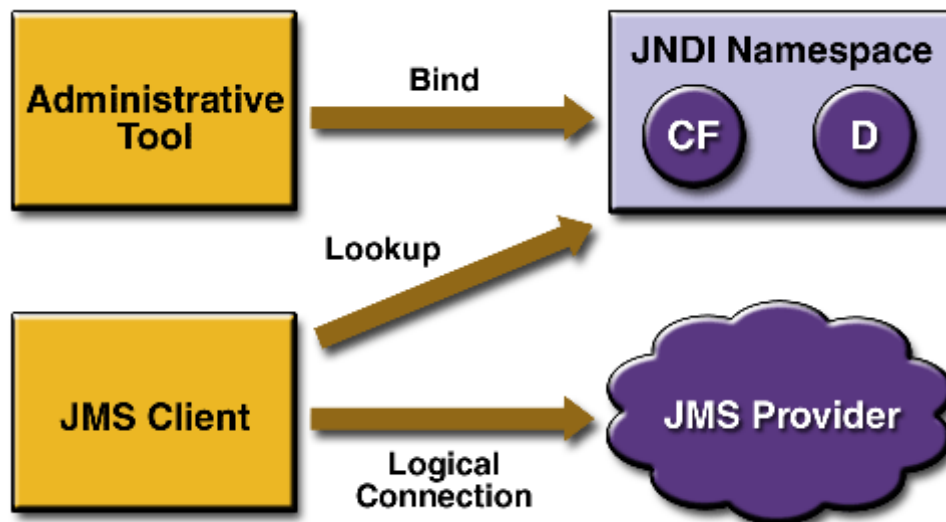 Administrative
Tool
Bind
JNDI Namespace
CF
D
Lookup
JMS Client
Logical
Connection
JMS Provider